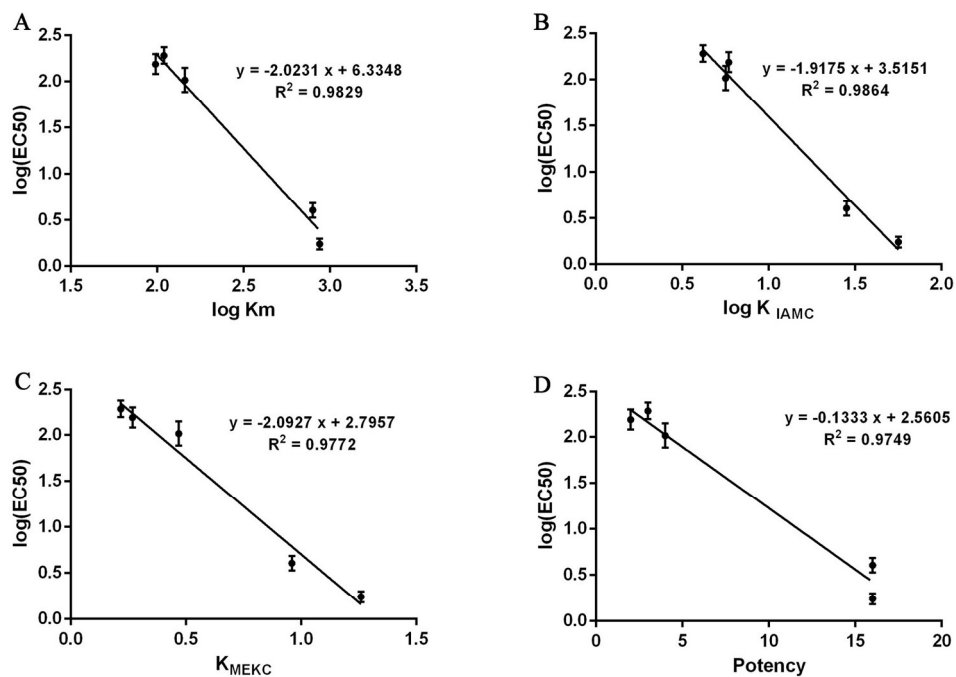 A
2.5
2.0
1.5
1.0
0.5
0.0
log(EC50)
y = -2.0231 x + 6.3348
R² = 0.9829
1.5 2.0 2.5 3.0 3.5
log Km
B
2.5
2.0
1.5
1.0
0.5
0.0
log(EC50)
y = -1.9175 x + 3.5151
R² = 0.9864
0.0 0.5 1.0 1.5 2.0
log K IAMC
C
2.5
2.0
1.5
1.0
0.5
0.0
log(EC50)
y = -2.0927 x + 2.7957
R² = 0.9772
0.0 0.5 1.0 1.5
KMEKC
D
2.5
2.0
1.5
1.0
0.5
0.0
log(EC50)
y = -0.1333 x + 2.5605
R² = 0.9749
0 5 10 15 20
Potency